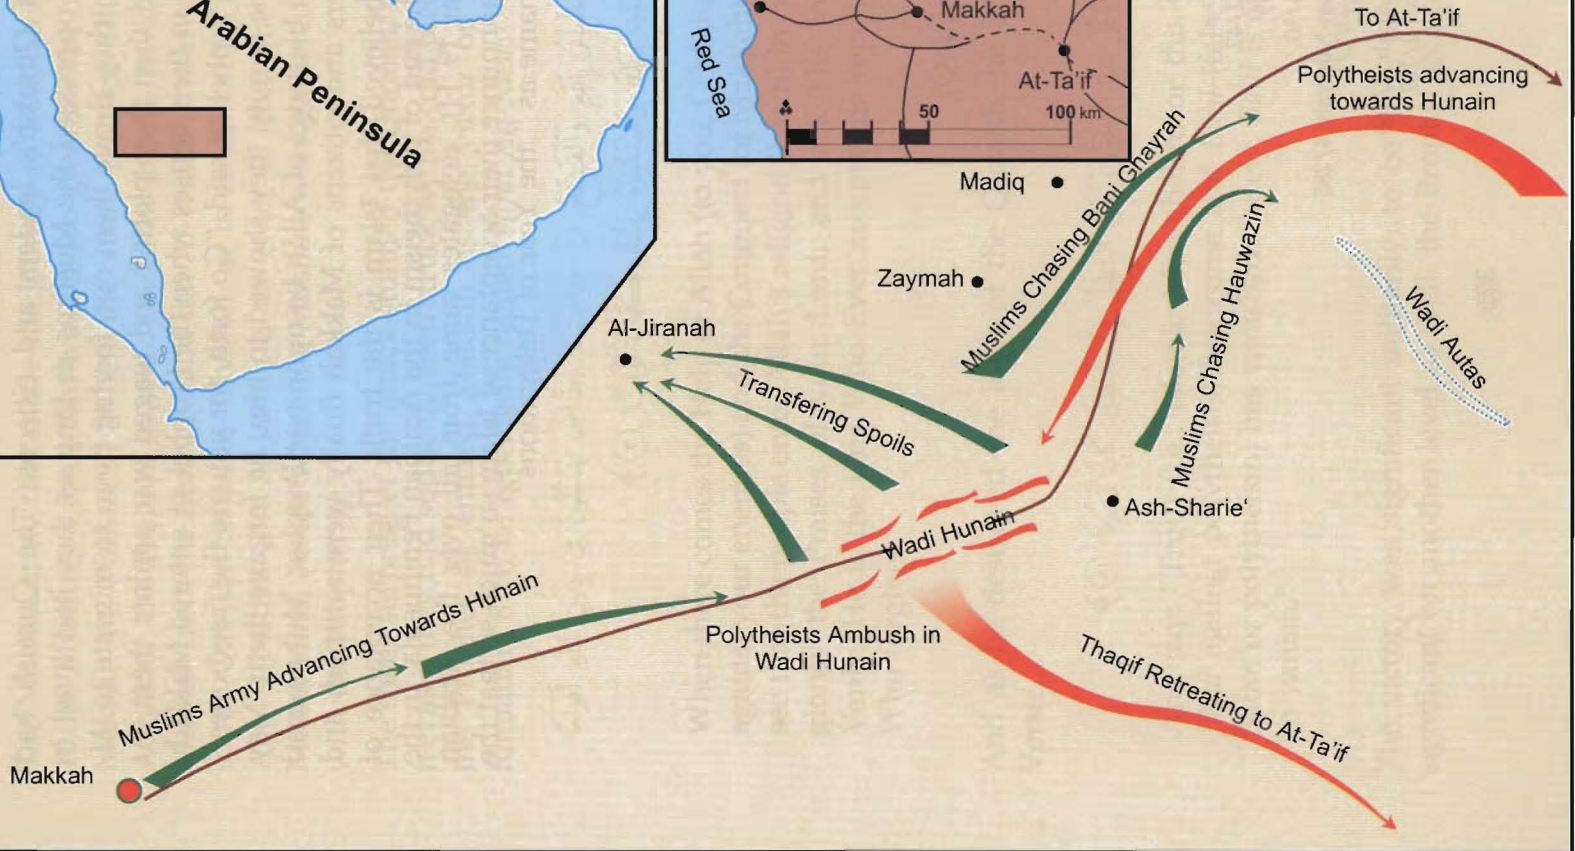 Arabian Peninsula
Red Sea
Makkah
At-Ta'if
50
100 km
To At-Ta'if
Polytheists advancing
towards Hunain
Madiq
Muslims Chasing Bani Ghayrah
Zaymah
Muslims Chasing Hauwazin
Wadi Autas
Al-Jiranah
Transfering Spoils
Ash-Sharie‘
Wadi Hunain
Muslims Army Advancing Towards Hunain
Polytheists Ambush in
Wadi Hunain
Thaqif Retreating to At-Ta'if
Makkah